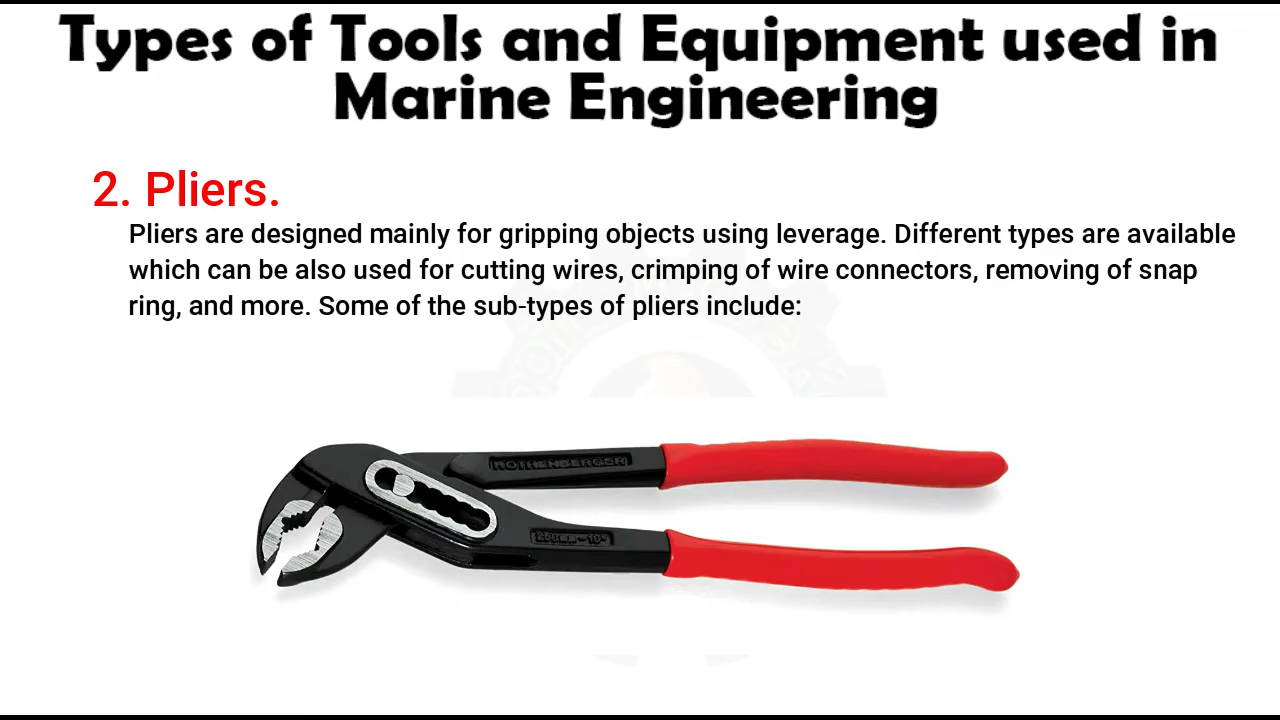 Types of Tools and Equipment used in
Marine Engineering
2. Pliers.
Pliers are designed mainly for gripping objects using leverage. Different types are available
which can be also used for cutting wires, crimping of wire connectors, removing of snap
ring, and more. Some of the sub-types of pliers include:
ROTHENBERGER
250mm-10"